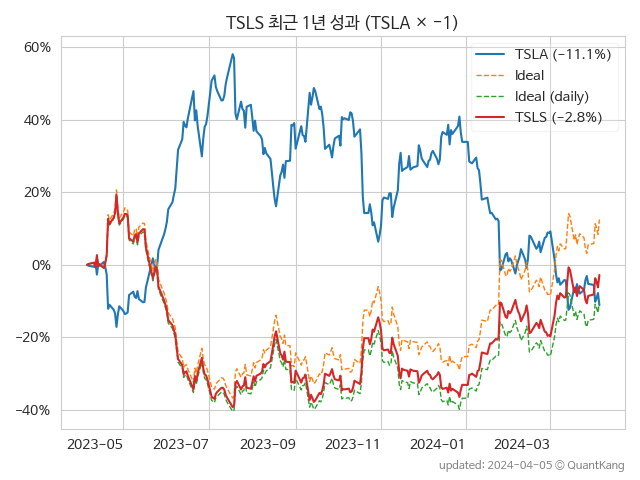 TSLS 최근 1년 성과 (TSLA × −1)
TSLA (−11.1%)
Ideal
Ideal (daily)
TSLS (−2.8%)
60%
40%
20%
0%
−20%
−40%
2023−05 2023−07 2023−09 2023−11 2024−01 2024−03
updated: 2024−04−05 © QuantKang